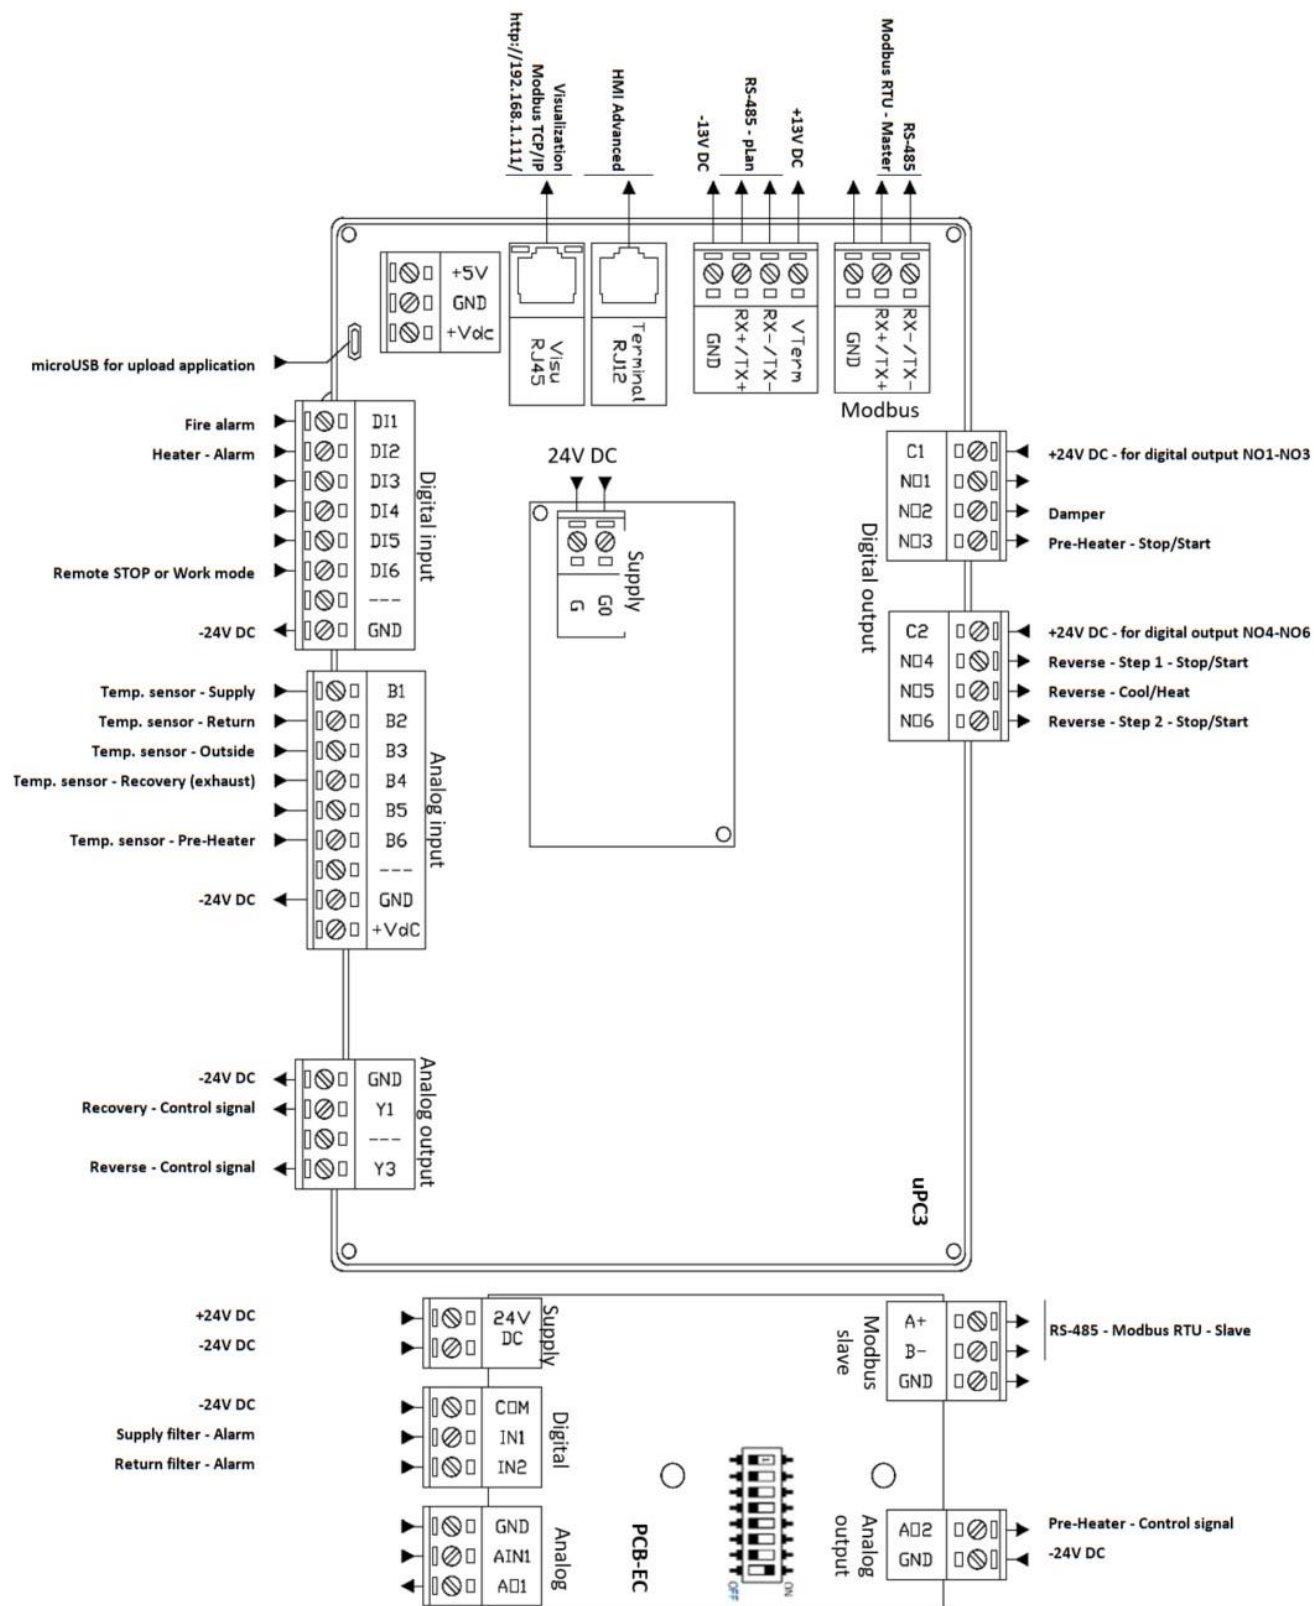 http://192.168.1.111/
Modbus TCP/IP
Visualization
HMI Advanced
-13V DC
RS-485 - pLan
+13V DC
Modbus RTU - Master
RS-485
+5V
GND
+Vdc
Visu
RJ45
Terminal
RJ12
GND
RX+/TX+
RX-/TX-
VTerm
GND
RX+/TX+
RX-/TX-
Modbus
microUSB for upload application
Fire alarm
DI1
Heater - Alarm
DI2
DI3
DI4
DI5
Remote STOP or Work mode
DI6
---
-24V DC
GND
Digital input
24V DC
G
G0
Supply
C1
+24V DC - for digital output NO1-NO3
NO1
NO2
Damper
NO3
Pre-Heater - Stop/Start
Digital output
C2
+24V DC - for digital output NO4-NO6
NO4
Reverse - Step 1 - Stop/Start
NO5
Reverse - Cool/Heat
NO6
Reverse - Step 2 - Stop/Start
Temp. sensor - Supply
B1
Temp. sensor - Return
B2
Temp. sensor - Outside
B3
Temp. sensor - Recovery (exhaust)
B4
B5
Temp. sensor - Pre-Heater
B6
---
-24V DC
GND
+VdC
Analog input
-24V DC
GND
Recovery - Control signal
Y1
---
Reverse - Control signal
Y3
Analog output
uPC3
+24V DC
-24V DC
24V
DC
Supply
-24V DC
COM
Supply filter - Alarm
IN1
Return filter - Alarm
IN2
Digital
GND
AIN1
AO1
Analog
PCB-EC
1
OFF
ON
Modbus
slave
A+
B-
GND
RS-485 - Modbus RTU - Slave
Analog
output
AO2
Pre-Heater - Control signal
GND
-24V DC